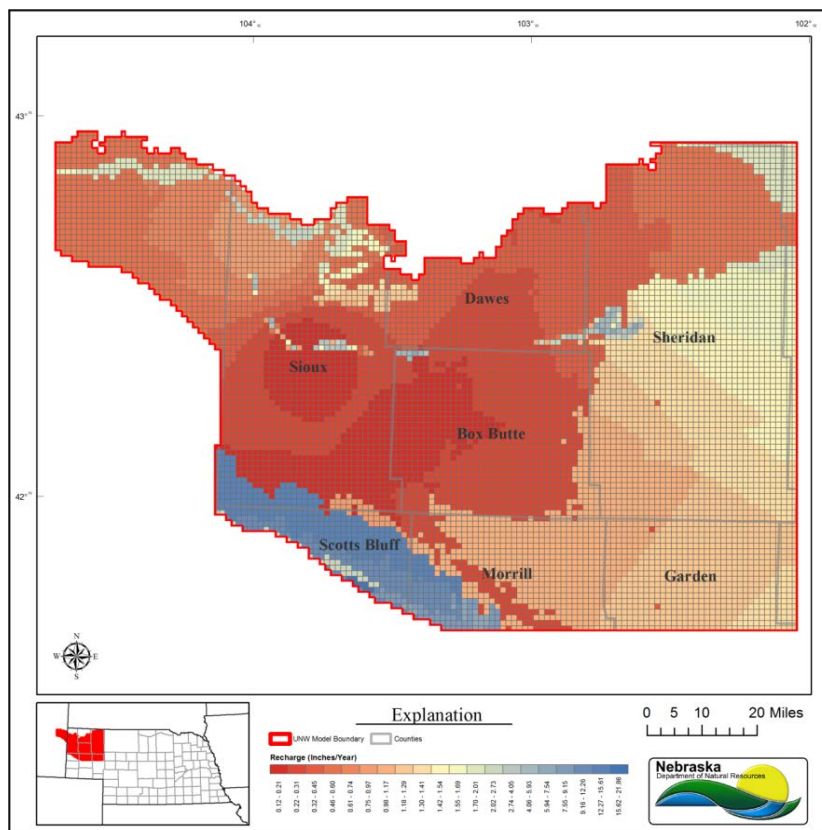 104°W
103°W
102°W
43°N
42°N
Dawes
Sheridan
Sioux
Box Butte
Scotts Bluff
Morrill
Garden
N
W E
S
Explanation
0 5 10 20 Miles
UNW Model Boundary
Counties
Recharge (Inches/Year)
0.12 - 0.21
0.22 - 0.31
0.32 - 0.45
0.46 - 0.60
0.61 - 0.74
0.75 - 0.97
0.98 - 1.17
1.18 - 1.29
1.30 - 1.41
1.42 - 1.54
1.55 - 1.69
1.70 - 2.01
2.02 - 2.73
2.74 - 4.05
4.06 - 5.93
5.94 - 7.54
7.55 - 9.15
9.16 - 12.26
12.27 - 15.61
15.62 - 21.86
Nebraska
Department of Natural Resources